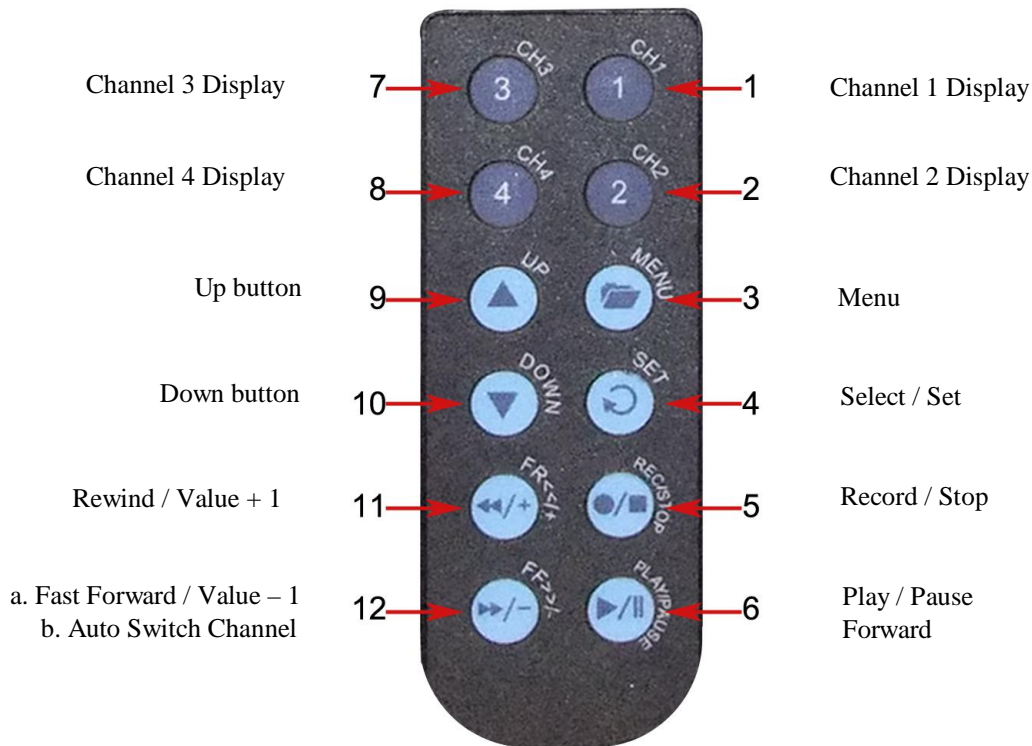 CH3
CH1
Channel 3 Display 7 3 1 1 Channel 1 Display
CH4
CH2
Channel 4 Display 8 4 2 2 Channel 2 Display
UP
MENU
Up button 9 3 Menu
DOWN
SET
Down button 10 4 Select / Set
FR<</+
REC/STOP
Rewind / Value + 1 11 /+ / 5 Record / Stop
FF>>/-
PLAY/PAUSE
a. Fast Forward / Value – 1 12 /− / 6 Play / Pause
b. Auto Switch Channel Forward